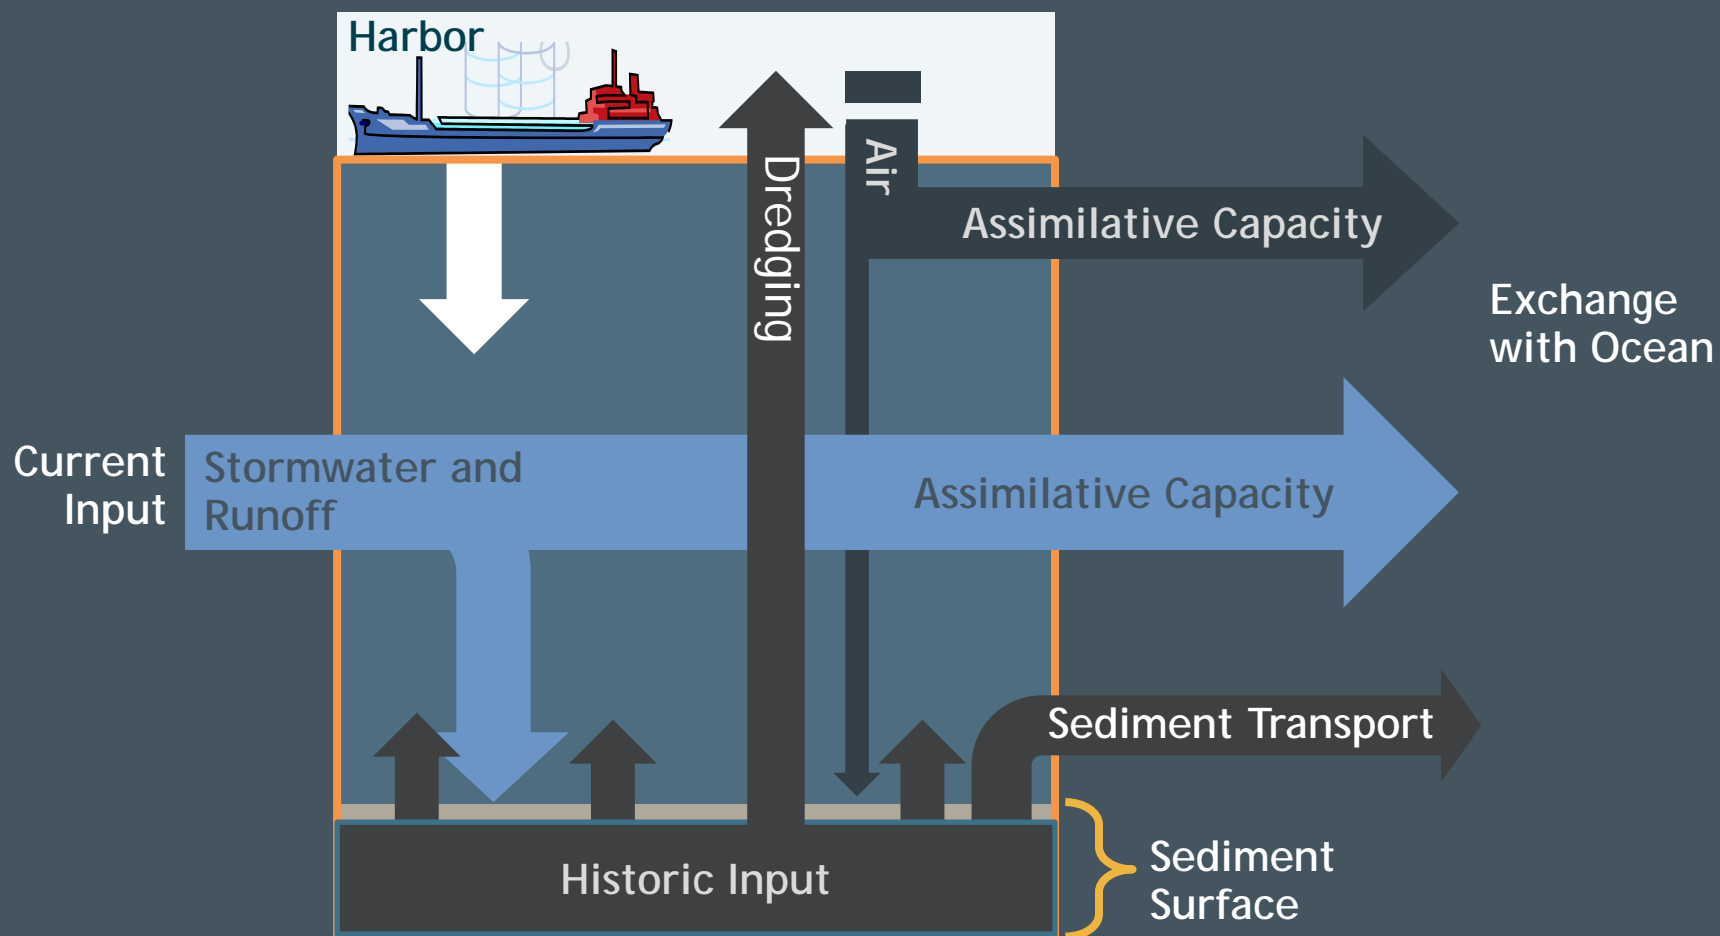 Harbor
Dredging
Air
Assimilative Capacity
Exchange
with Ocean
Current
Input
Stormwater and
Runoff
Assimilative Capacity
Sediment Transport
Historic Input
Sediment
Surface